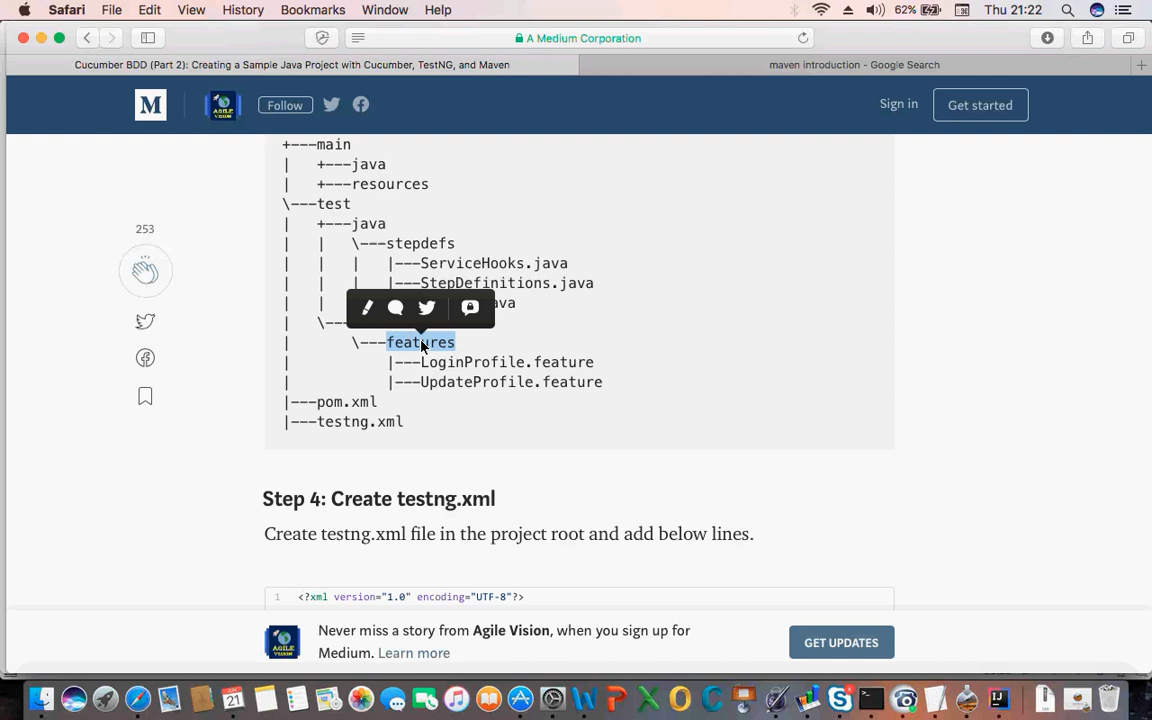 Safari File Edit View History Bookmarks Window Help 62% Thu 21:22
A Medium Corporation
Cucumber BDD (Part 2): Creating a Sample Java Project with Cucumber, TestNG, and Maven
maven introduction - Google Search
M AGILE VISION Follow Sign in Get started
+---main
|   +---java
|   +---resources
\---test
|   +---java
|   |   \---stepdefs
|   |   |   |---ServiceHooks.java
|   |   |   |---StepDefinitions.java
|   |   va
|   \---
|       \---features
|           |---LoginProfile.feature
|           |---UpdateProfile.feature
|---pom.xml
|---testng.xml
253
Step 4: Create testng.xml
Create testng.xml file in the project root and add below lines.
1 <?xml version="1.0" encoding="UTF-8"?>
AGILE VISION
Never miss a story from Agile Vision, when you sign up for
Medium. Learn more
GET UPDATES